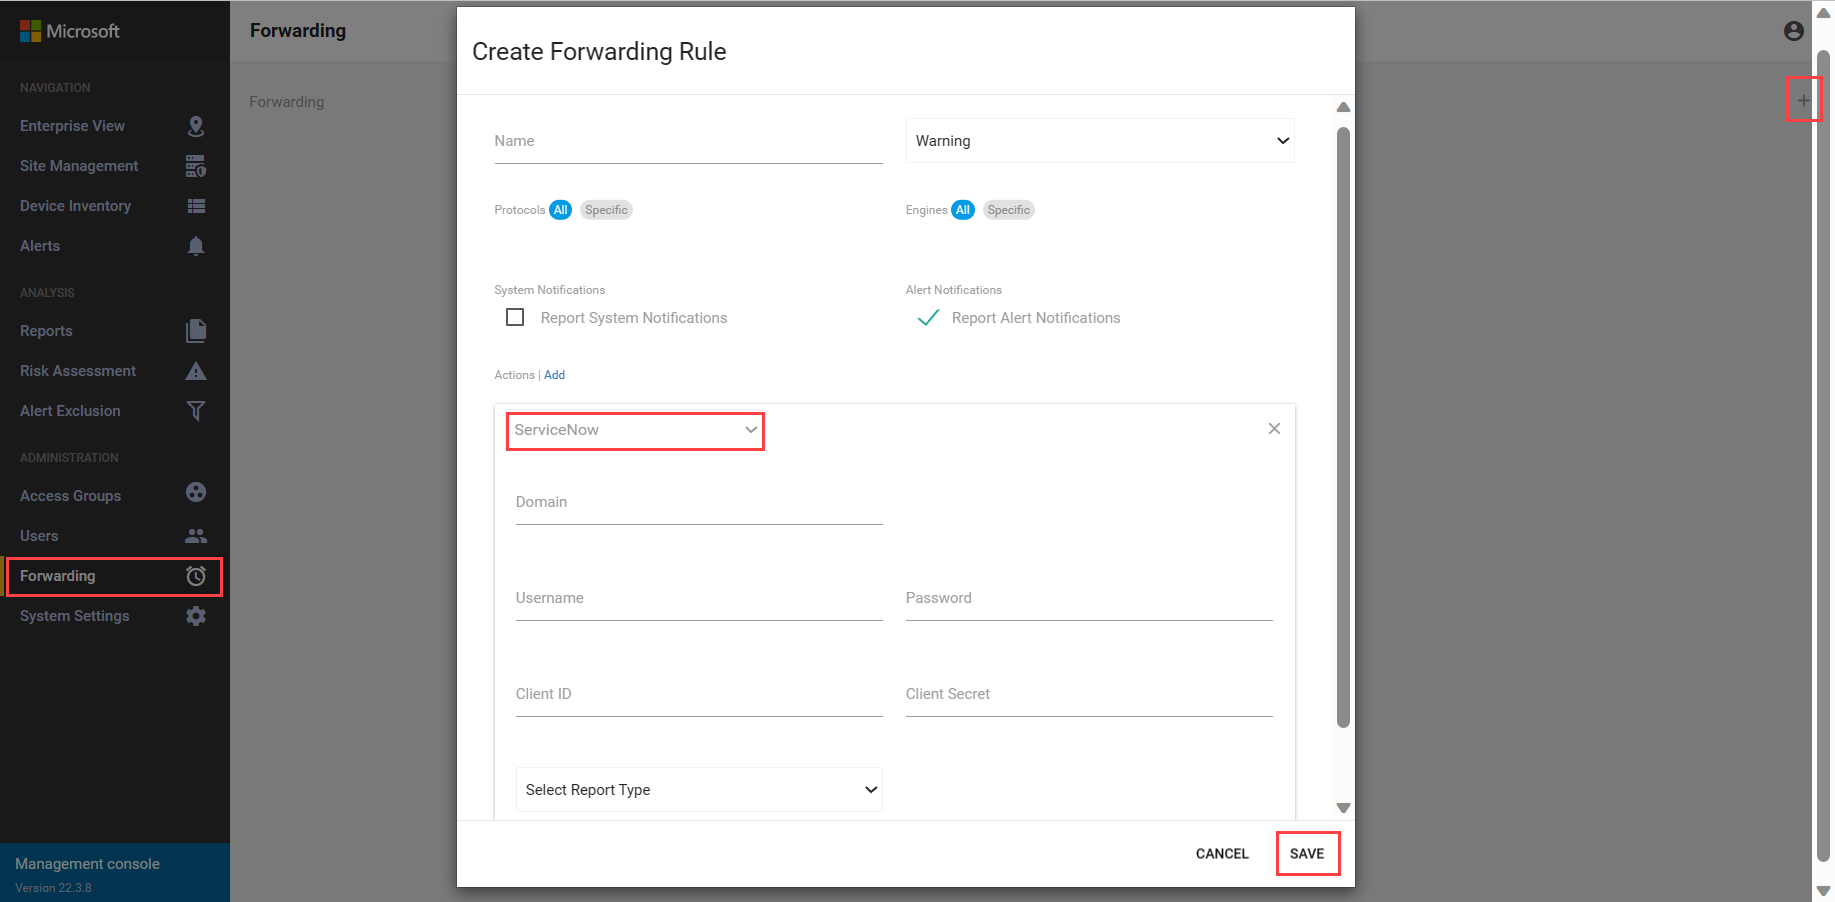 Microsoft
NAVIGATION
Enterprise View
Site Management
Device Inventory
Alerts
ANALYSIS
Reports
Risk Assessment
Alert Exclusion
ADMINISTRATION
Access Groups
Users
Forwarding
System Settings
Management console
Version 22.3.8
Forwarding
Forwarding
+
Create Forwarding Rule
Name
Warning
Protocols All Specific
Engines All Specific
System Notifications
Report System Notifications
Alert Notifications
Report Alert Notifications
Actions | Add
ServiceNow
Domain
Username
Password
Client ID
Client Secret
Select Report Type
CANCEL
SAVE